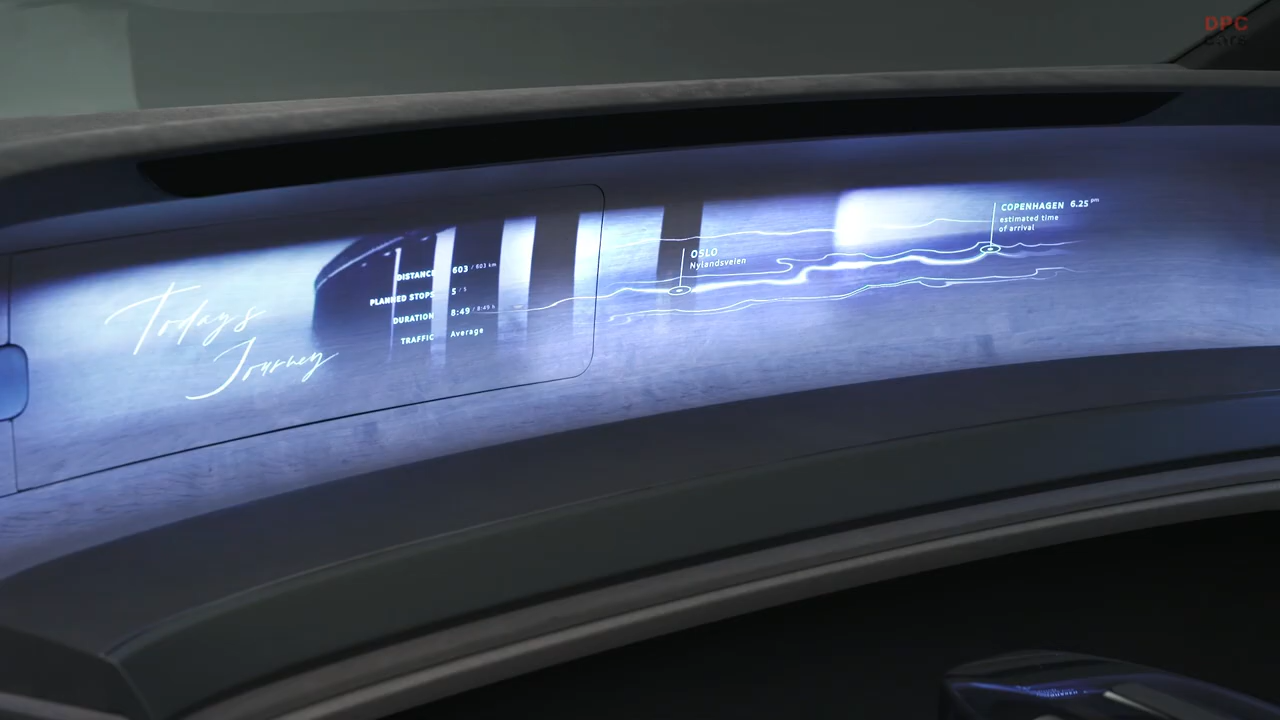 DPC
cars
Todays
Journey
DISTANCE 603 / 603 km
PLANNED STOPS 5 / 5
DURATION 8:49 / 8:49 h
TRAFFIC Average
OSLO
Nylandsveien
COPENHAGEN 6.25 pm
estimated time
of arrival